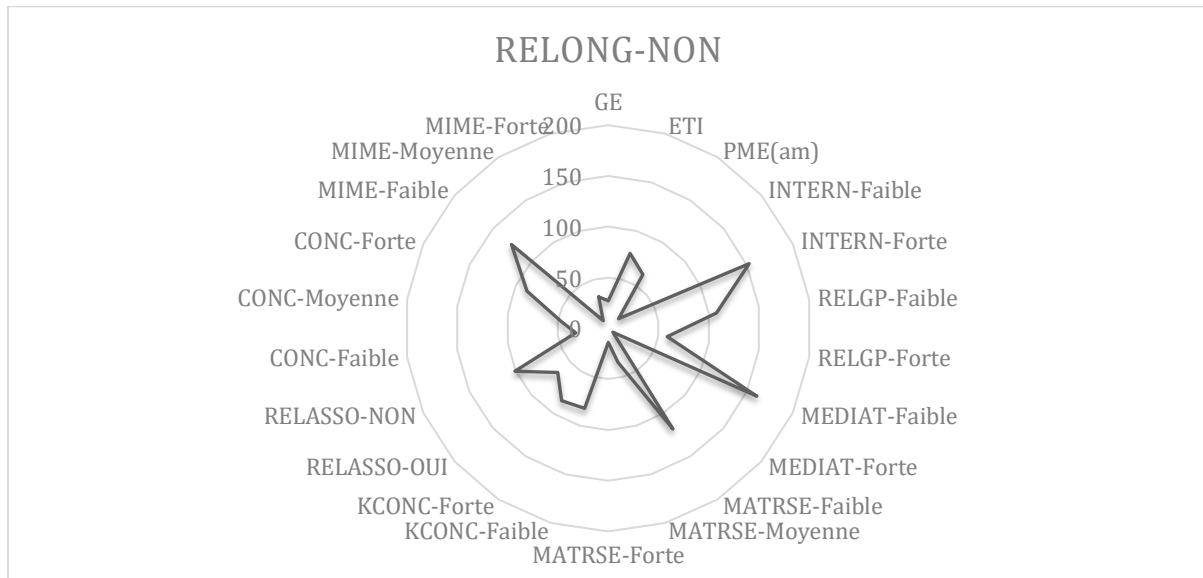 RELONG-NON
GE
ETI
PME(am)
INTERN-Faible
INTERN-Forte
RELGP-Faible
RELGP-Forte
MEDIAT-Faible
MEDIAT-Forte
MATRSE-Faible
MATRSE-Moyenne
MATRSE-Forte
KCONC-Faible
KCONC-Forte
RELASSO-OUI
RELASSO-NON
CONC-Faible
CONC-Moyenne
CONC-Forte
MIME-Faible
MIME-Moyenne
MIME-Forte
200
150
100
50
0